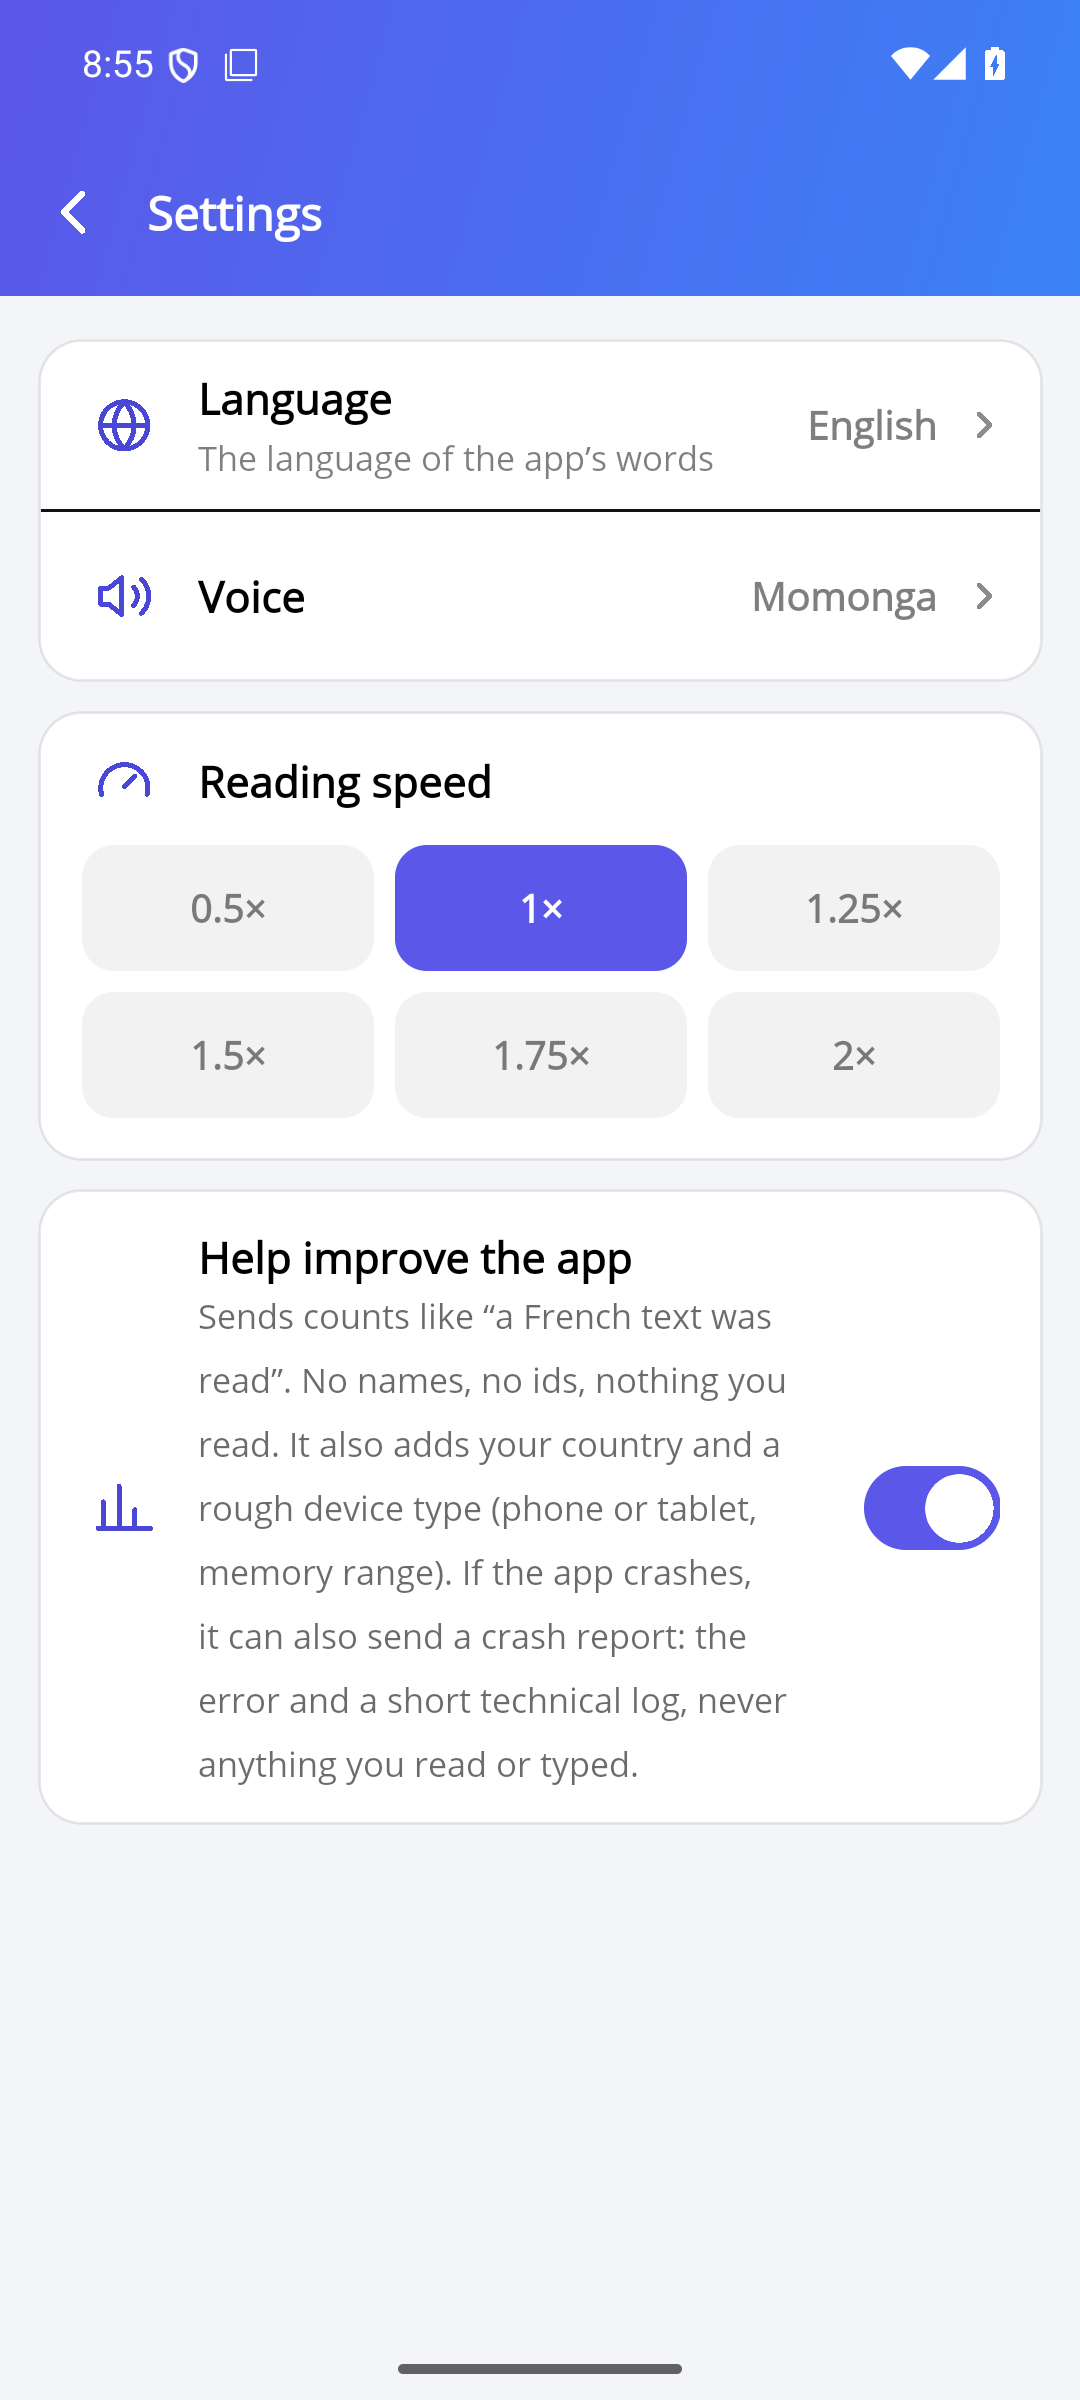 8:55
Settings
Language
The language of the app’s words
English
Voice
Momonga
Reading speed
0.5×
1×
1.25×
1.5×
1.75×
2×
Help improve the app
Sends counts like “a French text was
read”. No names, no ids, nothing you
read. It also adds your country and a
rough device type (phone or tablet,
memory range). If the app crashes,
it can also send a crash report: the
error and a short technical log, never
anything you read or typed.